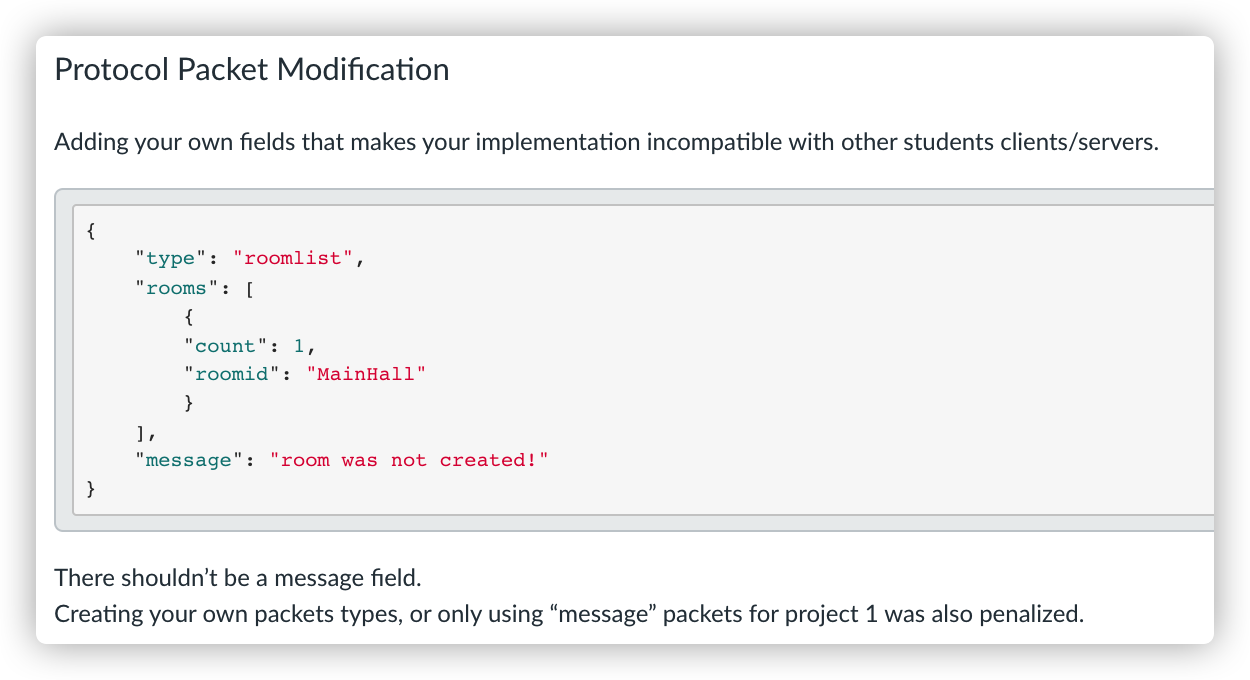 Protocol Packet Modification
Adding your own fields that makes your implementation incompatible with other students clients/servers.
{
    "type": "roomlist",
    "rooms": [
        {
        "count": 1,
        "roomid": "MainHall"
        }
    ],
    "message": "room was not created!"
}
There shouldn’t be a message field.
Creating your own packets types, or only using “message” packets for project 1 was also penalized.